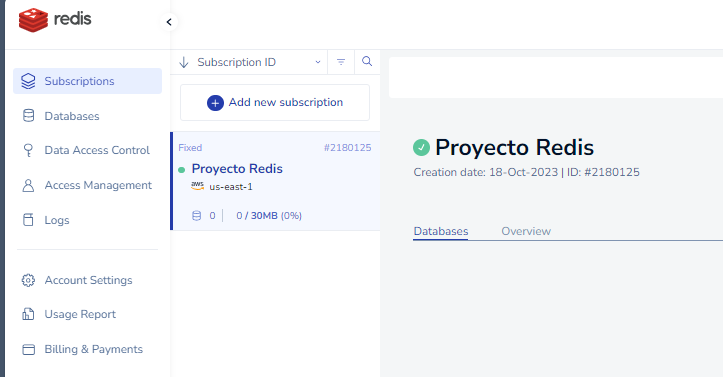 redis
Subscriptions
Databases
Data Access Control
Access Management
Logs
Account Settings
Usage Report
Billing & Payments
Subscription ID
Add new subscription
Fixed #2180125
Proyecto Redis
aws us-east-1
0 0 / 30MB (0%)
Proyecto Redis
Creation date: 18-Oct-2023 | ID: #2180125
Databases Overview